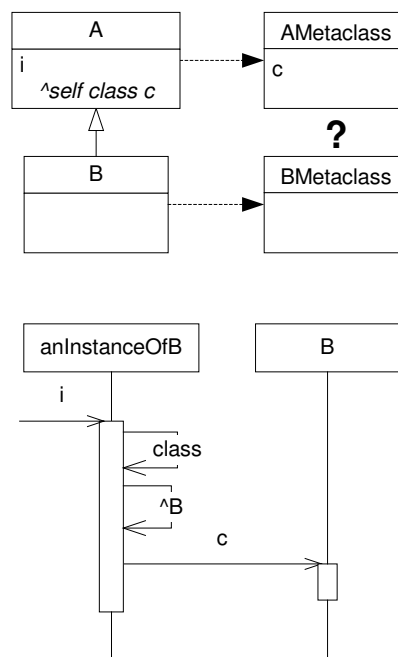 A
AMetaclass
i
c
^self class c
?
B
BMetaclass
anInstanceOfB
B
i
class
^B
c